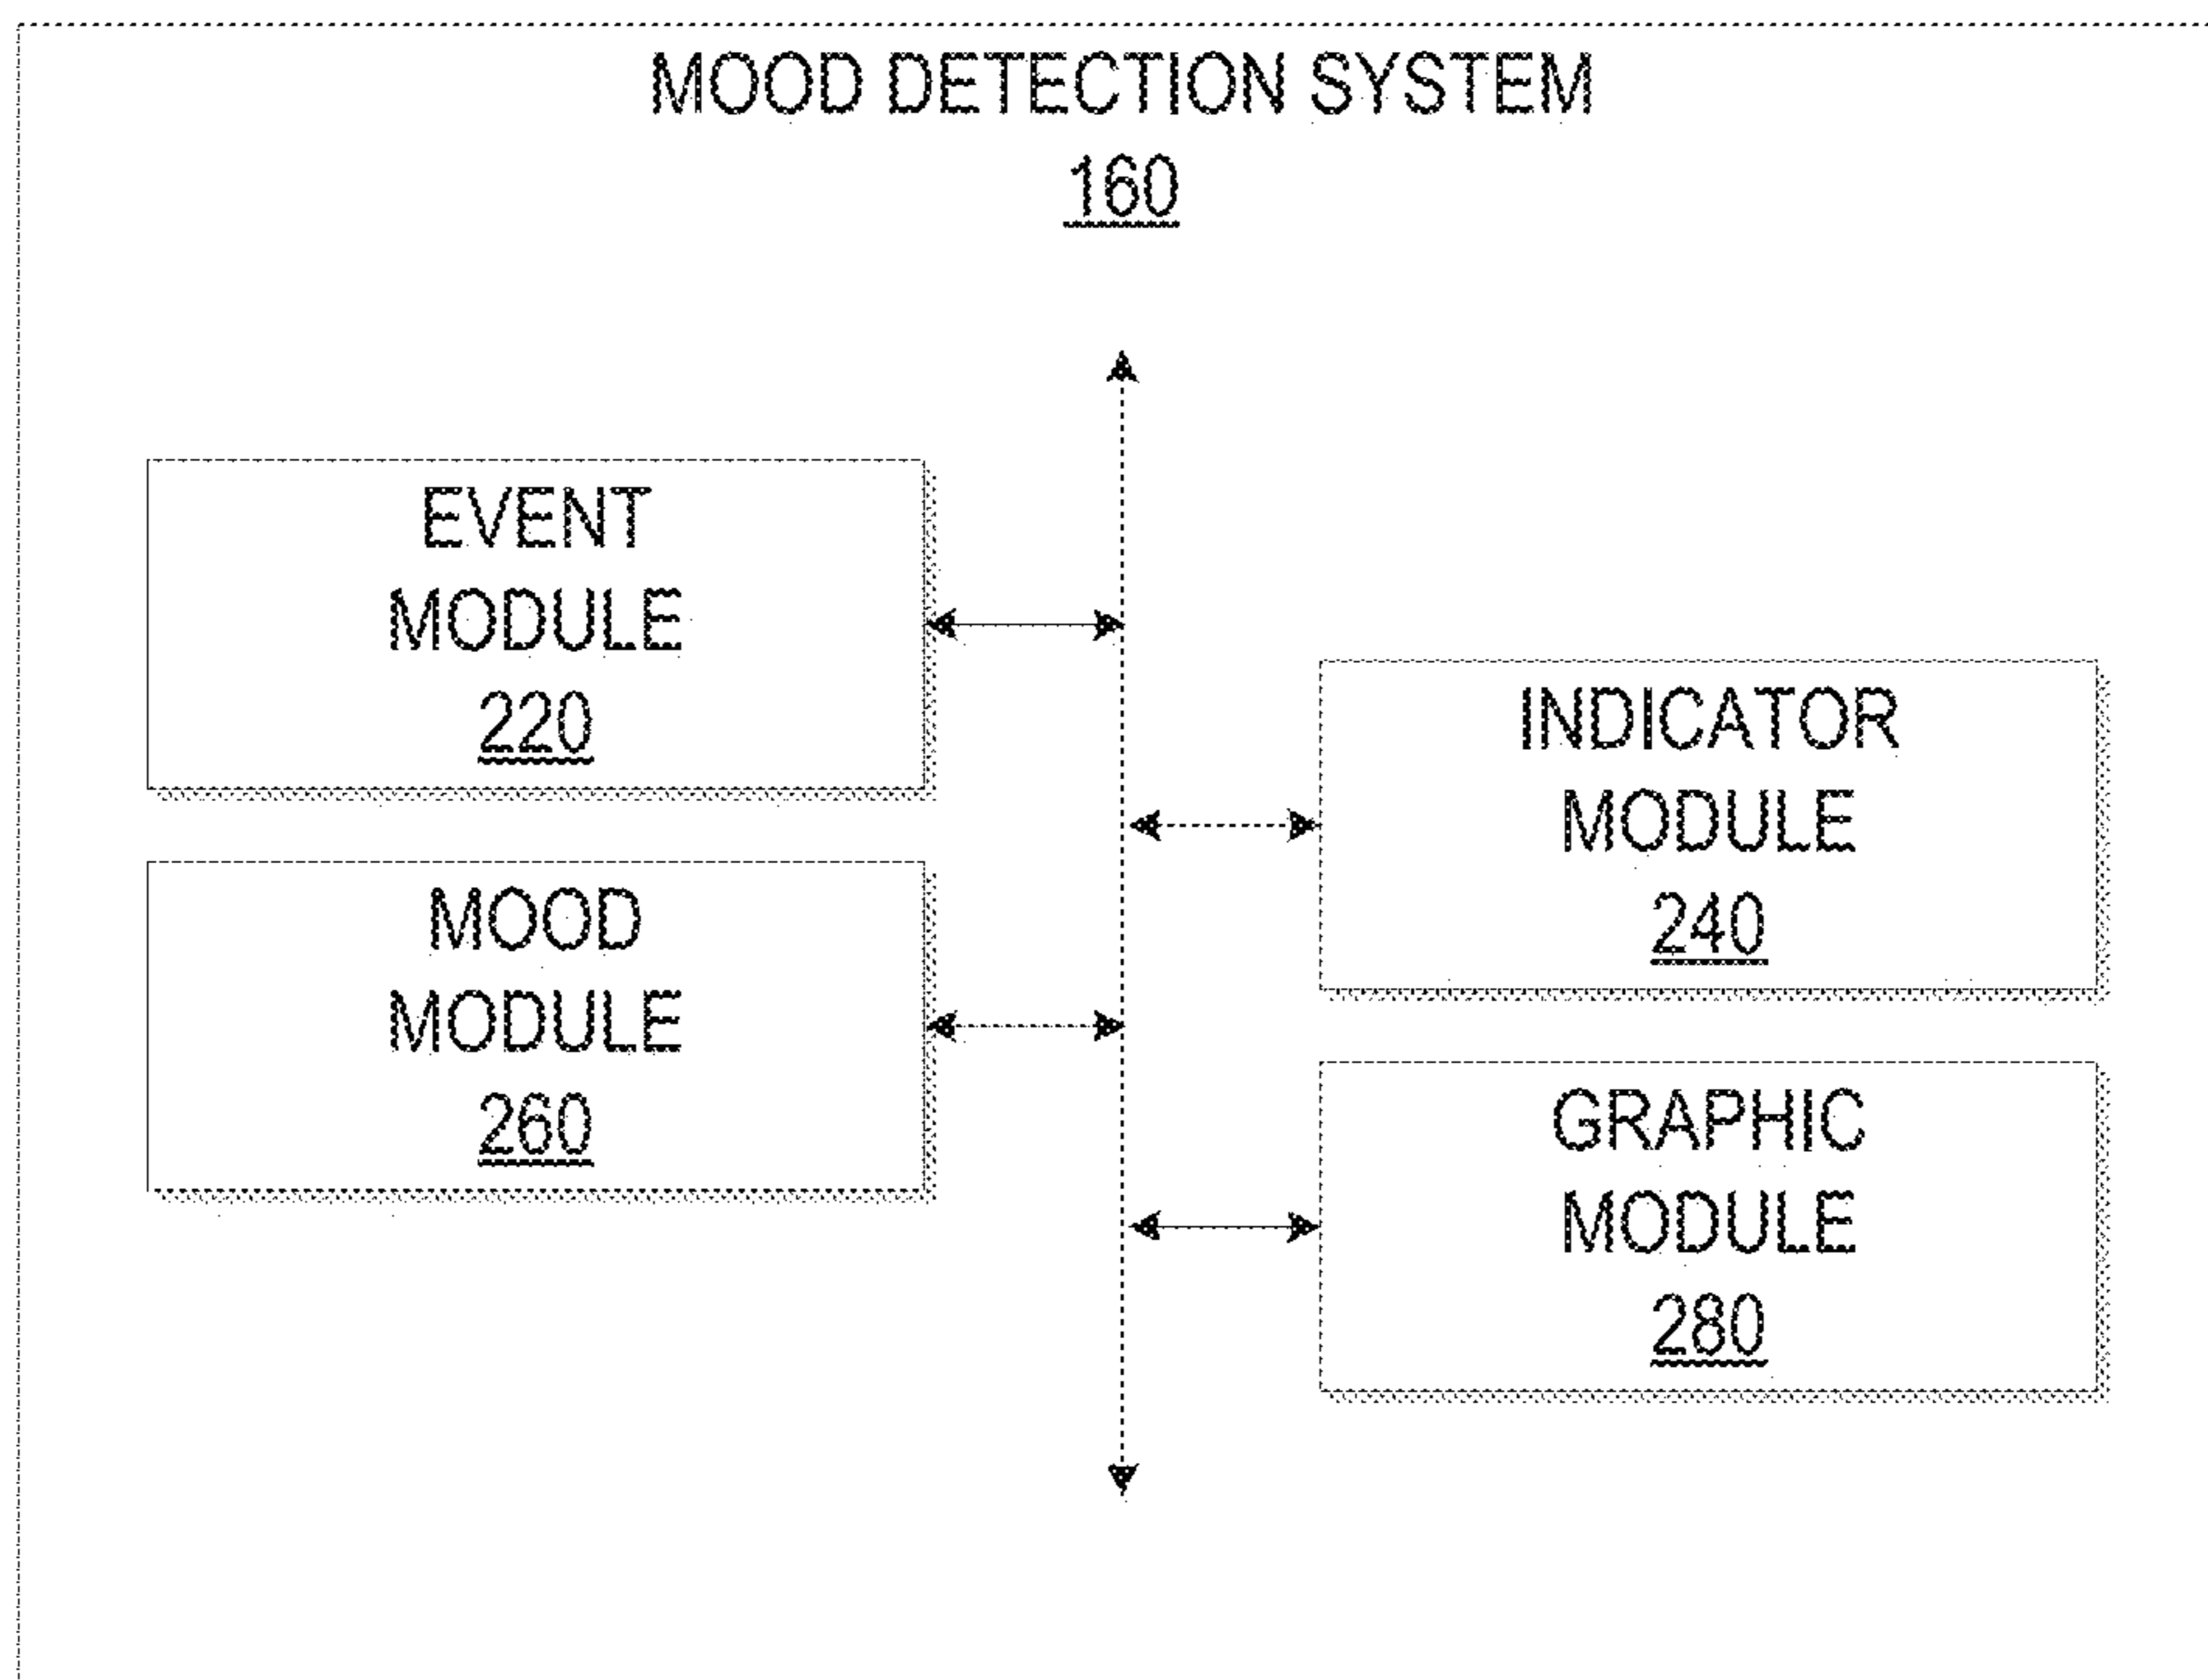 MOOD DETECTION SYSTEM
160
EVENT
MODULE
220
INDICATOR
MODULE
240
MOOD
MODULE
260
GRAPHIC
MODULE
280